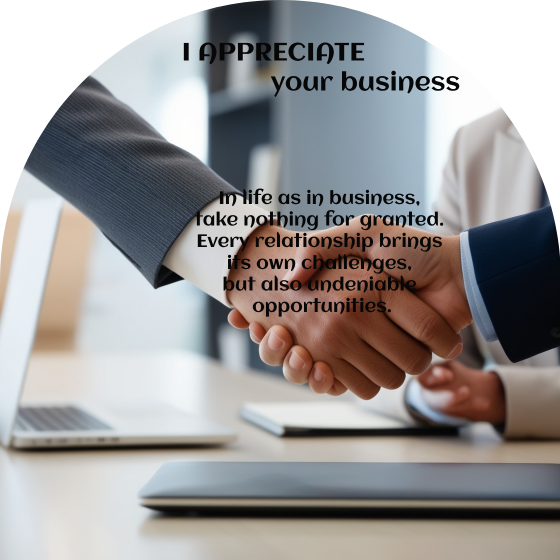 I APPRECIATE
your business
In life as in business,
take nothing for granted.
Every relationship brings
its own challenges,
but also undeniable
opportunities.